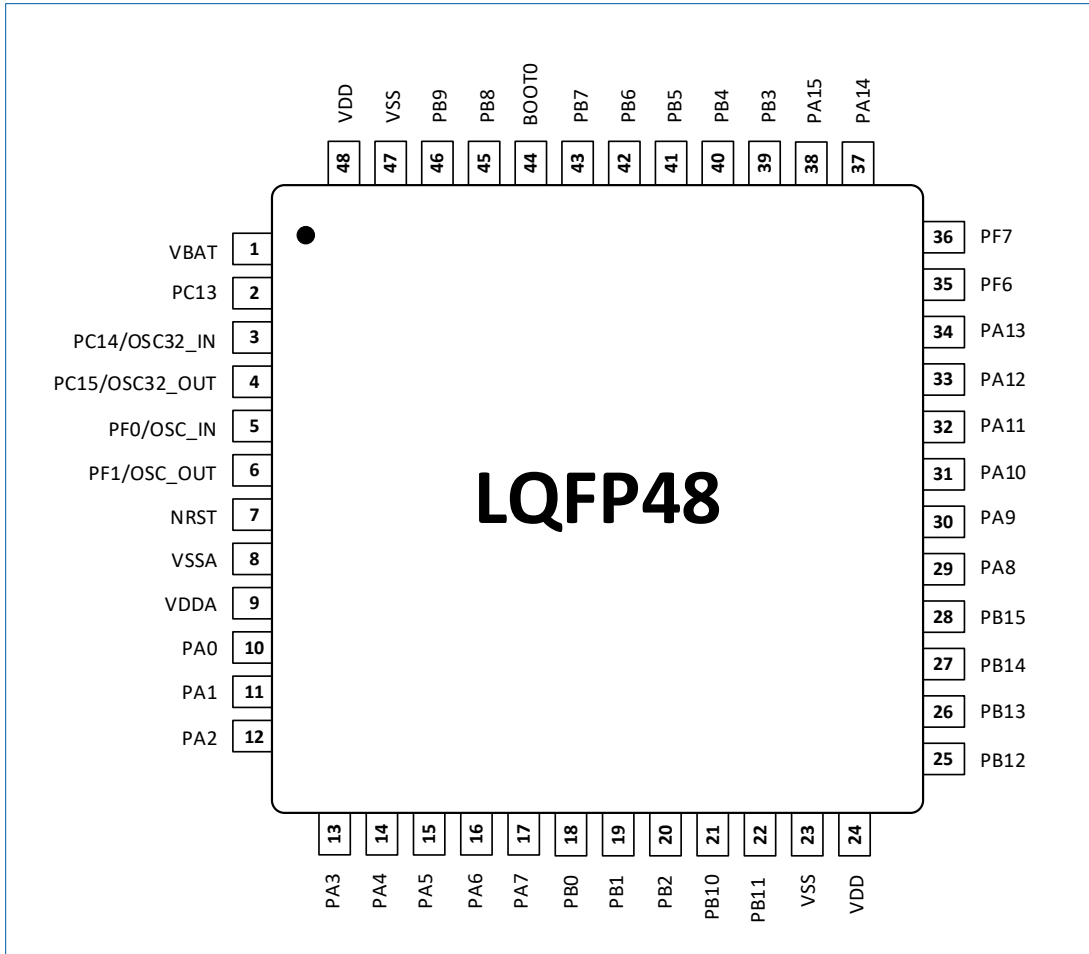 VDD VSS PB9 PB8 BOOT0 PB7 PB6 PB5 PB4 PB3 PA15 PA14
48 47 46 45 44 43 42 41 40 39 38 37
VBAT 1
PC13 2
PC14/OSC32_IN 3
PC15/OSC32_OUT 4
PF0/OSC_IN 5
PF1/OSC_OUT 6
NRST 7
VSSA 8
VDDA 9
PA0 10
PA1 11
PA2 12
LQFP48
36 PF7
35 PF6
34 PA13
33 PA12
32 PA11
31 PA10
30 PA9
29 PA8
28 PB15
27 PB14
26 PB13
25 PB12
13 14 15 16 17 18 19 20 21 22 23 24
PA3 PA4 PA5 PA6 PA7 PB0 PB1 PB2 PB10 PB11 VSS VDD